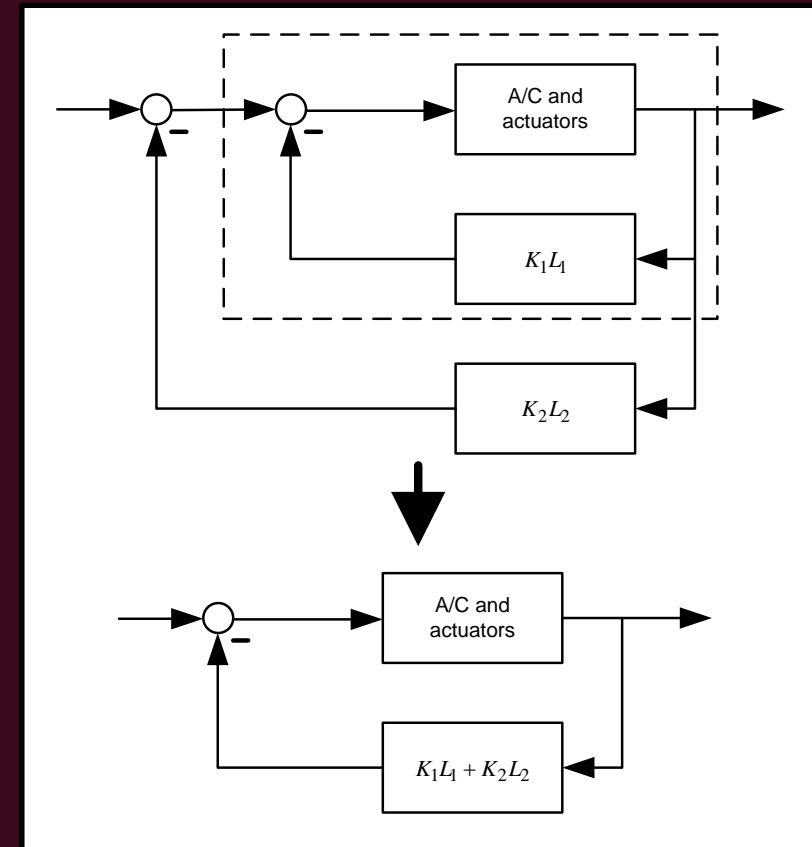 A/C and
actuators
K₁L₁
K₂L₂
A/C and
actuators
K₁L₁ + K₂L₂